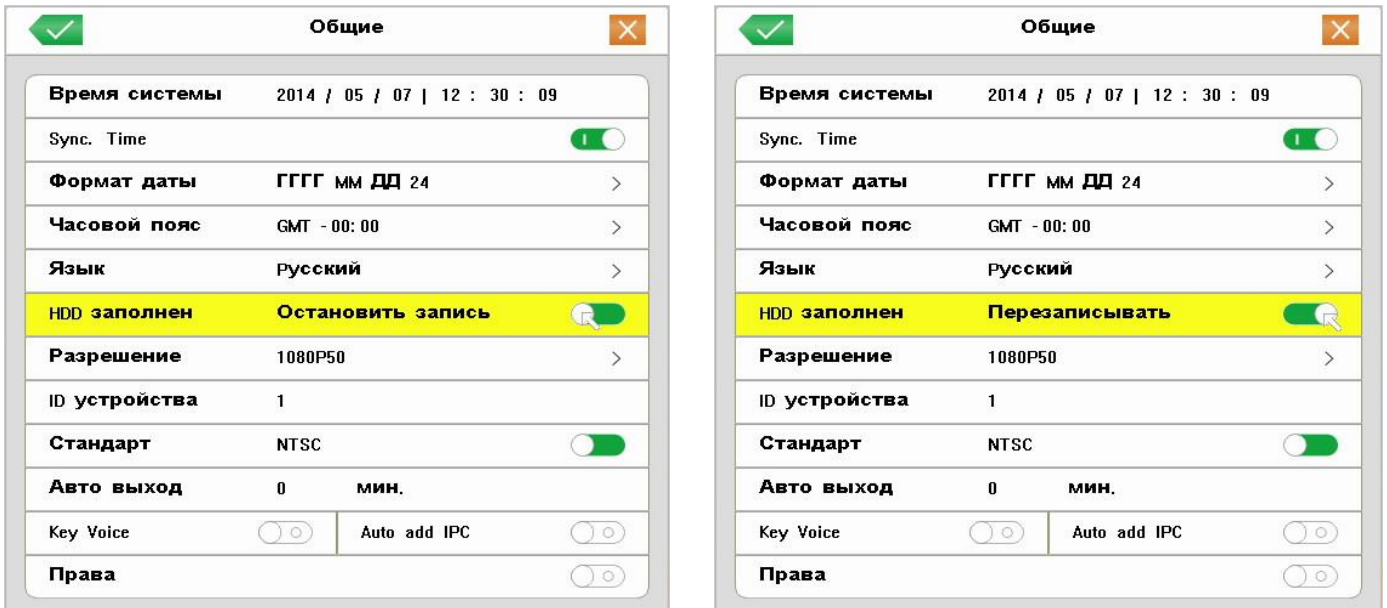 Общие
Время системы 2014 / 05 / 07 | 12 : 30 : 09
Sync. Time
Формат даты ГГГГ ММ ДД 24
Часовой пояс GMT - 00:00
Язык Русский
HDD заполнен Остановить запись
Разрешение 1080P50
ID устройства 1
Стандарт NTSC
Авто выход 0 мин.
Key Voice Auto add IPC
Права
Общие
Время системы 2014 / 05 / 07 | 12 : 30 : 09
Sync. Time
Формат даты ГГГГ ММ ДД 24
Часовой пояс GMT - 00:00
Язык Русский
HDD заполнен Перезаписывать
Разрешение 1080P50
ID устройства 1
Стандарт NTSC
Авто выход 0 мин.
Key Voice Auto add IPC
Права